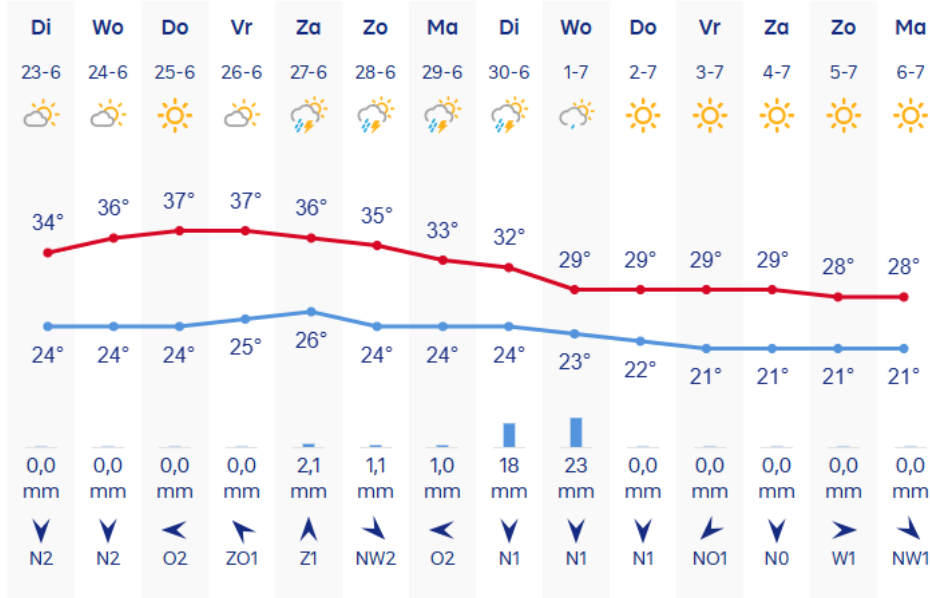 Di Wo Do Vr Za Zo Ma Di Wo Do Vr Za Zo Ma
23-6 24-6 25-6 26-6 27-6 28-6 29-6 30-6 1-7 2-7 3-7 4-7 5-7 6-7
34° 36° 37° 37° 36° 35° 33° 32° 29° 29° 29° 29° 28° 28°
24° 24° 24° 25° 26° 24° 24° 24° 23° 22° 21° 21° 21° 21°
0,0 0,0 0,0 0,0 2,1 1,1 1,0 18 23 0,0 0,0 0,0 0,0 0,0
mm mm mm mm mm mm mm mm mm mm mm mm mm mm
N2 N2 O2 ZO1 Z1 NW2 O2 N1 N1 N1 NO1 N0 W1 NW1